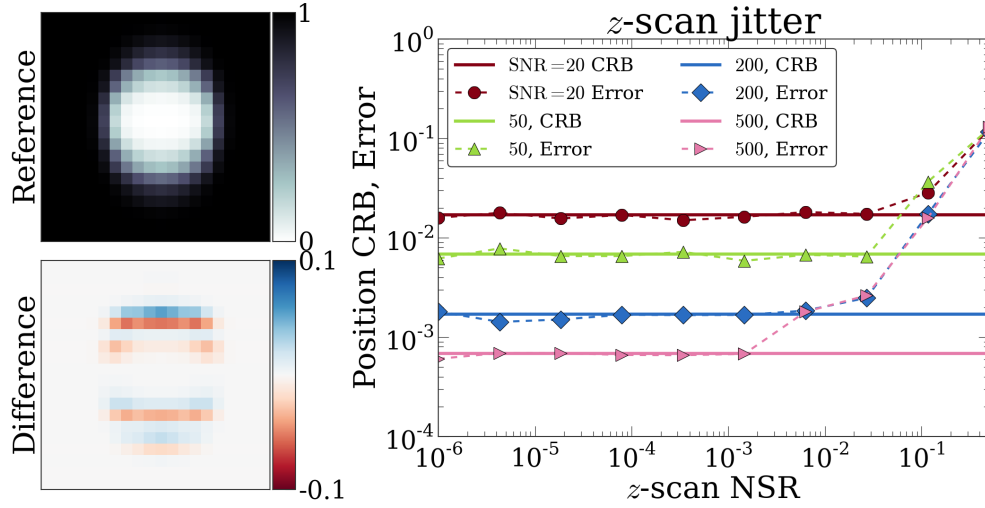 Reference
1
0
Difference
0.1
-0.1
z-scan jitter
Position CRB, Error
10^0
10^-1
10^-2
10^-3
10^-4
SNR = 20 CRB
SNR = 20 Error
50, CRB
50, Error
200, CRB
200, Error
500, CRB
500, Error
10^-6
10^-5
10^-4
10^-3
10^-2
10^-1
z-scan NSR